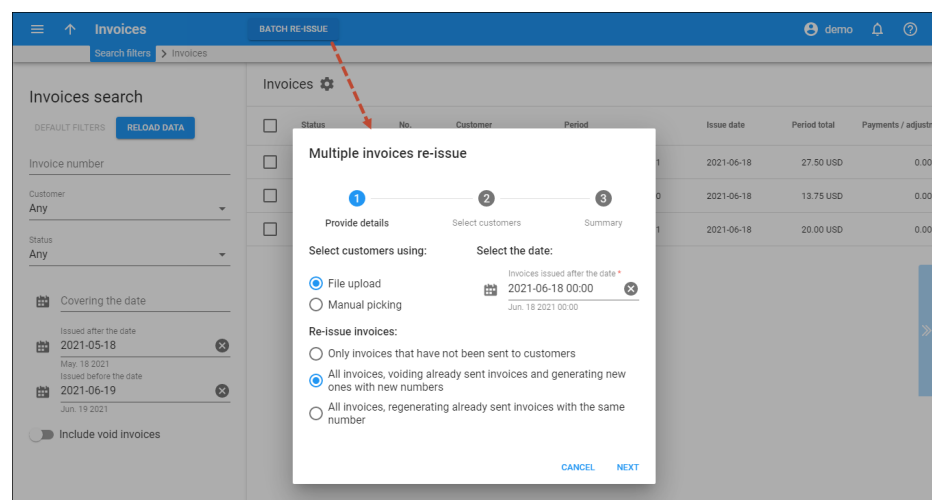 Invoices
BATCH RE-ISSUE
demo
Search filters
Invoices
Invoices search
DEFAULT FILTERS
RELOAD DATA
Invoice number
Customer
Any
Status
Any
Covering the date
Issued after the date
2021-05-18
May. 18 2021
Issued before the date
2021-06-19
Jun. 19 2021
Include void invoices
Invoices
Status No. Customer Period Issue date Period total Payments / adjustr
1 2021-06-18 27.50 USD 0.00
0 2021-06-18 13.75 USD 0.00
1 2021-06-18 20.00 USD 0.00
Multiple invoices re-issue
1 2 3
Provide details Select customers Summary
Select customers using:
File upload
Manual picking
Select the date:
Invoices issued after the date *
2021-06-18 00:00
Jun. 18 2021 00:00
Re-issue invoices:
Only invoices that have not been sent to customers
All invoices, voiding already sent invoices and generating new
ones with new numbers
All invoices, regenerating already sent invoices with the same
number
CANCEL NEXT